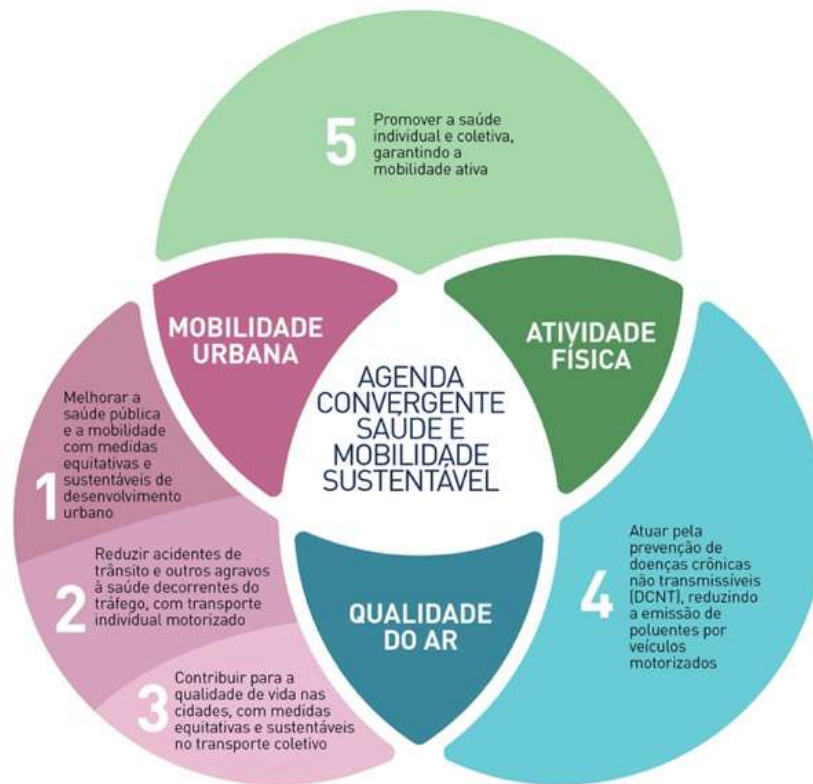 5
Promover a saúde
individual e coletiva,
garantindo a
mobilidade ativa
MOBILIDADE
URBANA
ATIVIDADE
FÍSICA
AGENDA
CONVERGENTE
SAÚDE E
MOBILIDADE
SUSTENTÁVEL
QUALIDADE
DO AR
1
Melhorar a
saúde pública
e a mobilidade
com medidas
equitativas e
sustentáveis de
desenvolvimento
urbano
2
Reduzir acidentes de
trânsito e outros agravos
à saúde decorrentes do
tráfego, com transporte
individual motorizado
3
Contribuir para a
qualidade de vida nas
cidades, com medidas
equitativas e sustentáveis
no transporte coletivo
4
Atuar pela
prevenção de
doenças crônicas
não transmissíveis
(DCNT), reduzindo
a emissão de
poluentes por
veículos
motorizados